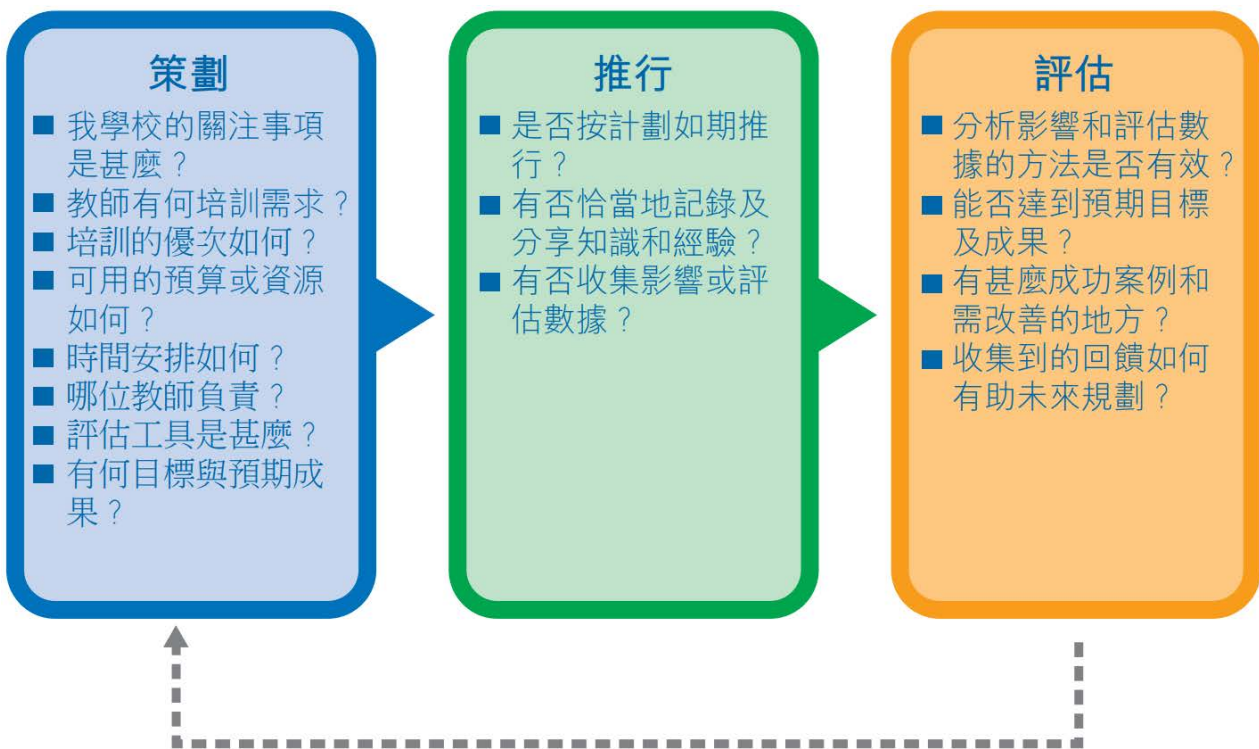 策劃
■ 我學校的關注事項
是甚麼？
■ 教師有何培訓需求？
■ 培訓的優次如何？
■ 可用的預算或資源
如何？
■ 時間安排如何？
■ 哪位教師負責？
■ 評估工具是甚麼？
■ 有何目標與預期成
果？
推行
■ 是否按計劃如期推
行？
■ 有否恰當地記錄及
分享知識和經驗？
■ 有否收集影響或評
估數據？
評估
■ 分析影響和評估數
據的方法是否有效？
■ 能否達到預期目標
及成果？
■ 有甚麼成功案例和
需改善的地方？
■ 收集到的回饋如何
有助未來規劃？